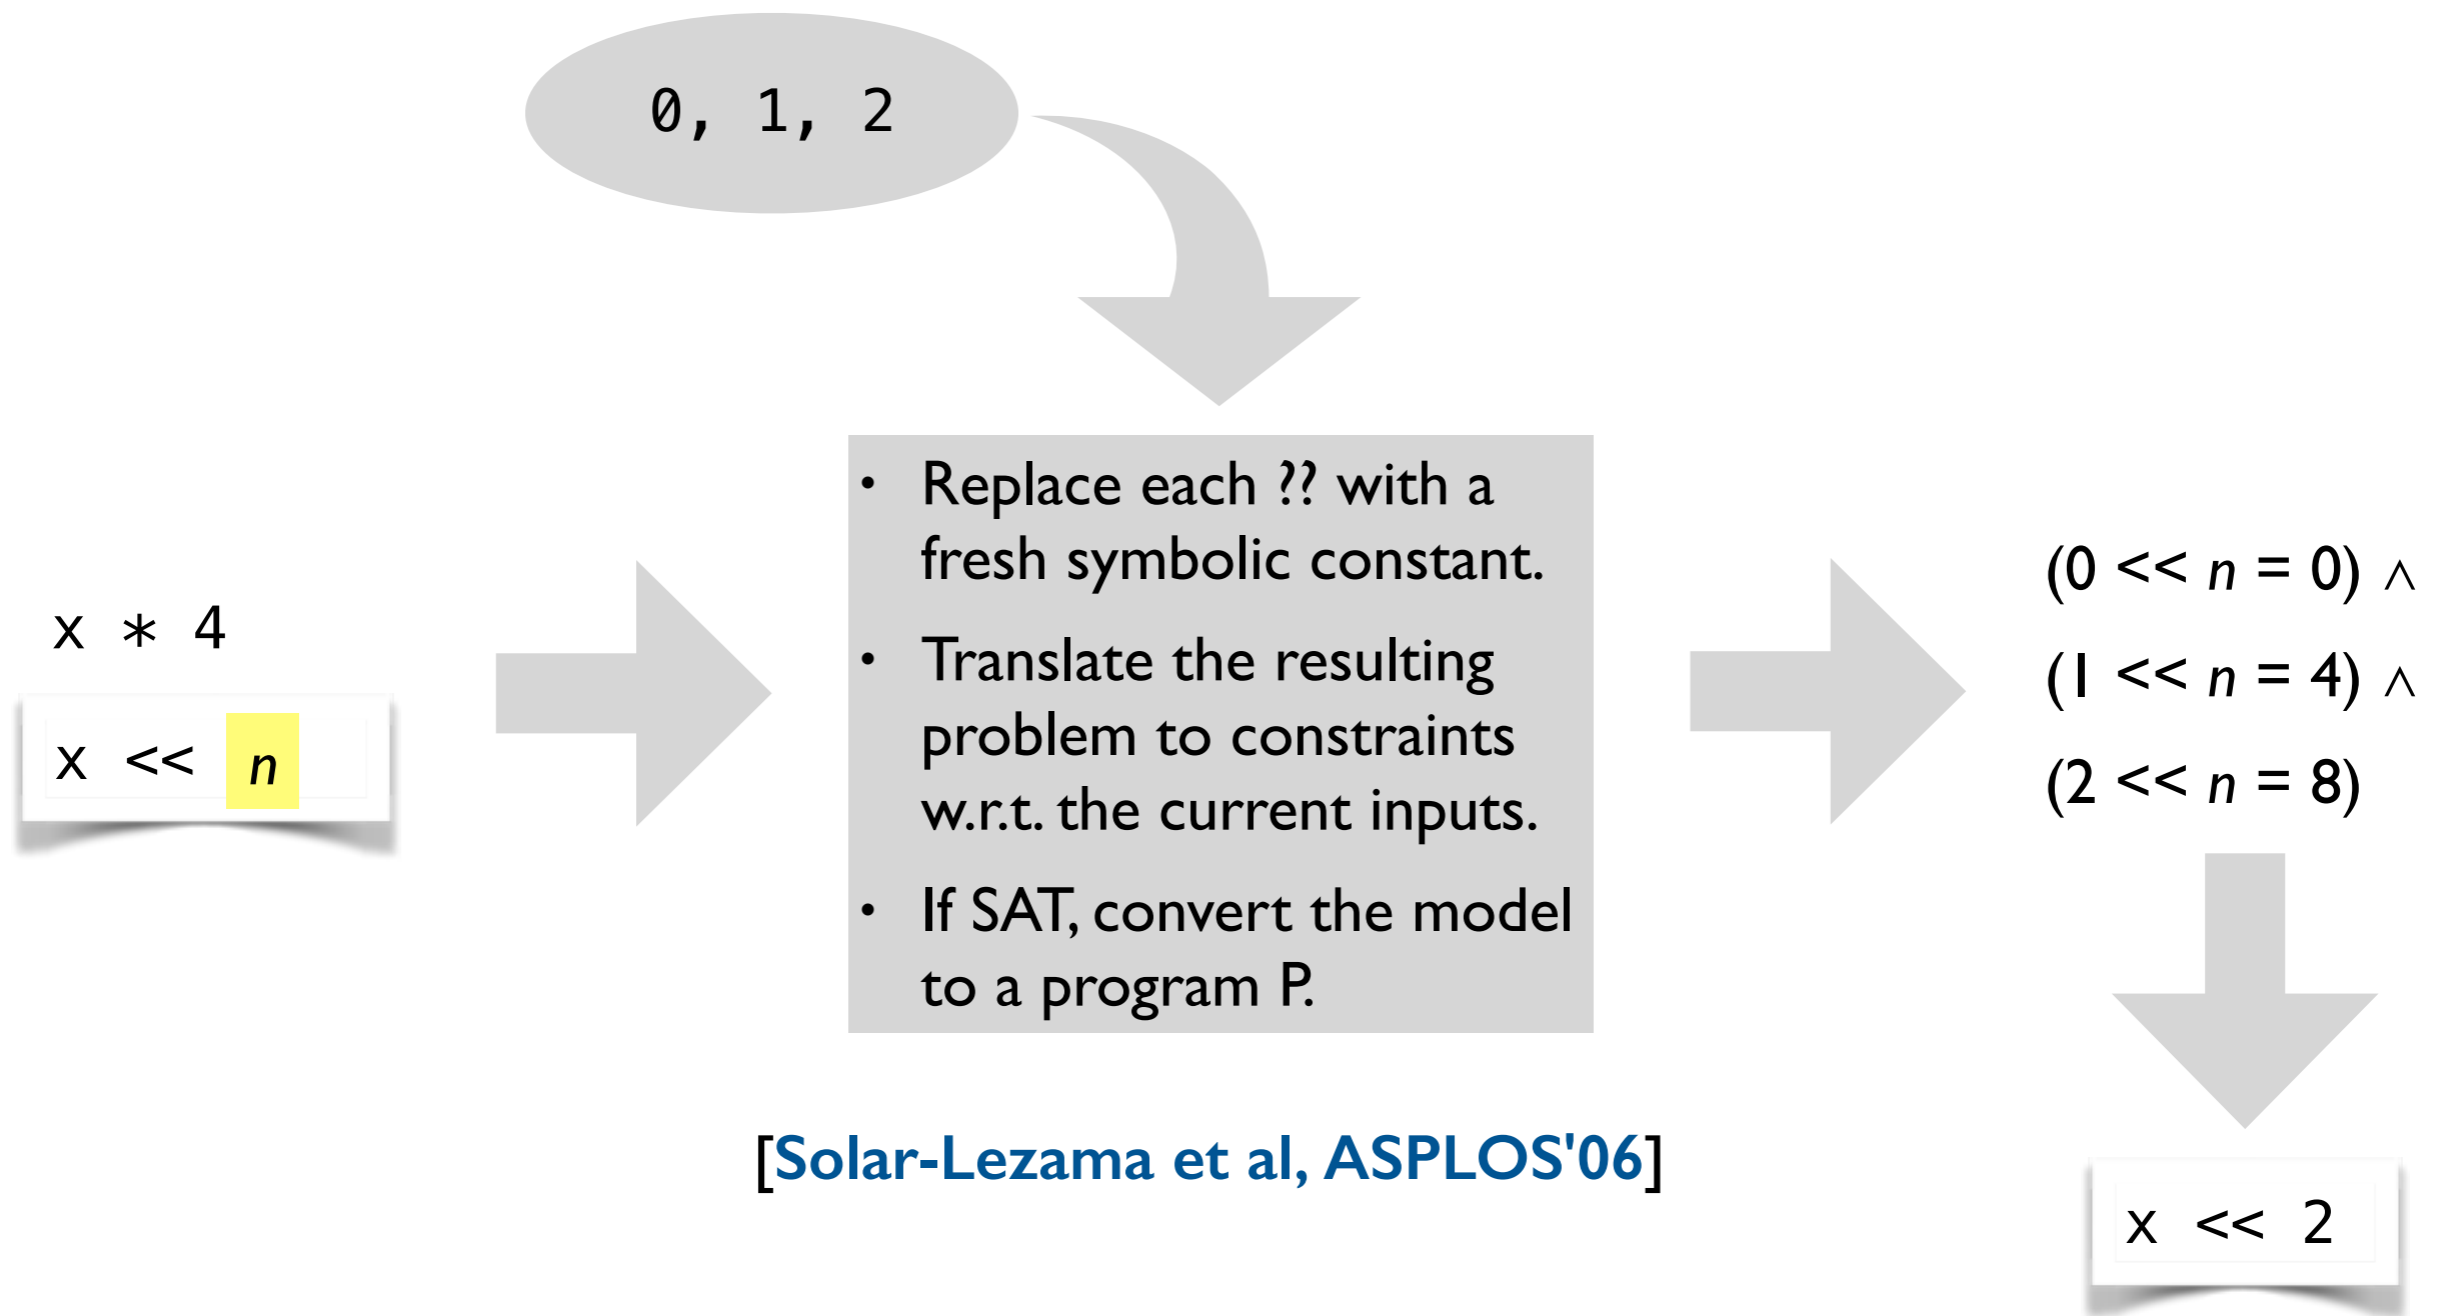 0, 1, 2
x * 4
x << n
• Replace each ?? with a
fresh symbolic constant.
• Translate the resulting
problem to constraints
w.r.t. the current inputs.
• If SAT, convert the model
to a program P.
(0 << n = 0) ∧
(1 << n = 4) ∧
(2 << n = 8)
[Solar-Lezama et al, ASPLOS'06]
x << 2